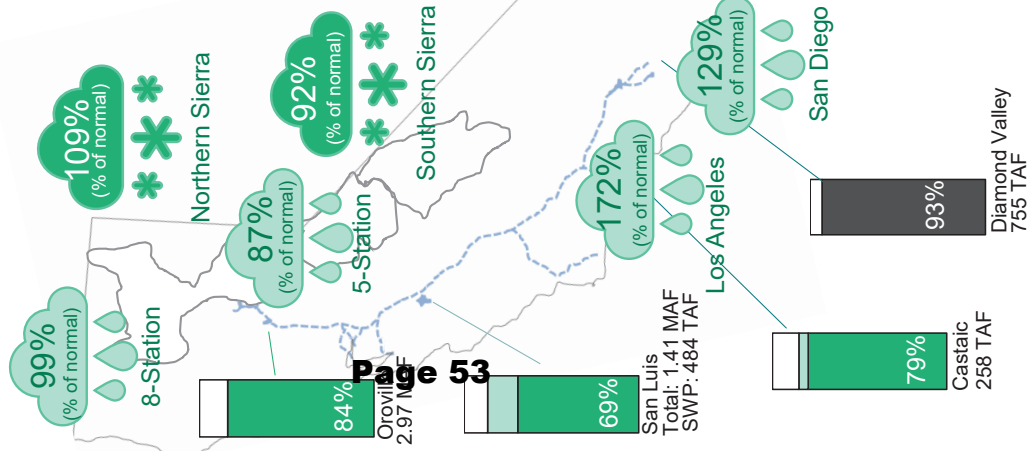 99%
(% of normal)
8-Station
109%
(% of normal)
Northern Sierra
87%
(% of normal)
5-Station
92%
(% of normal)
Southern Sierra
172%
(% of normal)
Los Angeles
129%
(% of normal)
San Diego
84%
2.97
69%
San Luis
Total: 1.41 MAF
SWP: 484 TAF
79%
Castaic
258 TAF
93%
Diamond Valley
755 TAF
Page 53